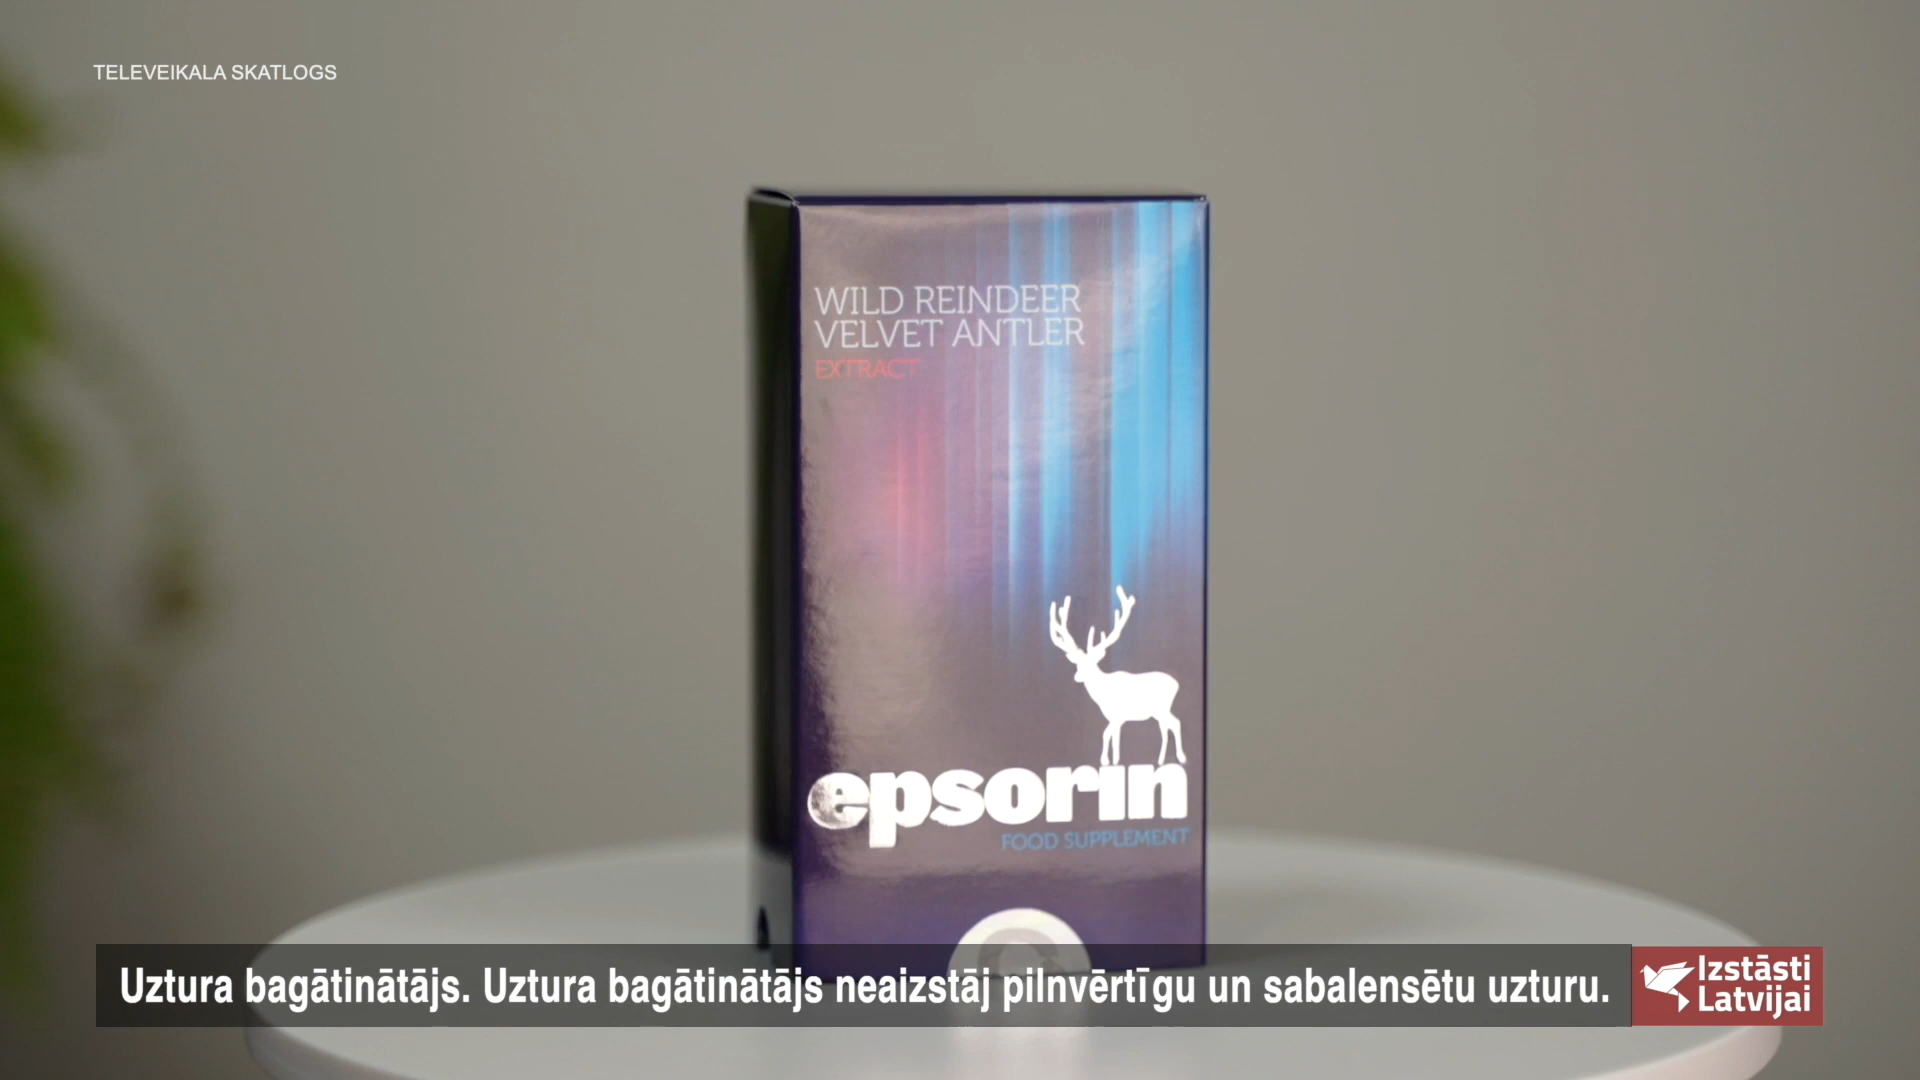 TELEVEIKALA SKATLOGS
WILD REINDEER
VELVET ANTLER
EXTRACT
epsorin
FOOD SUPPLEMENT
Uztura bagātinātājs. Uztura bagātinātājs neaizstāj pilnvērtīgu un sabalensētu uzturu.
Izstāsti
Latvijai